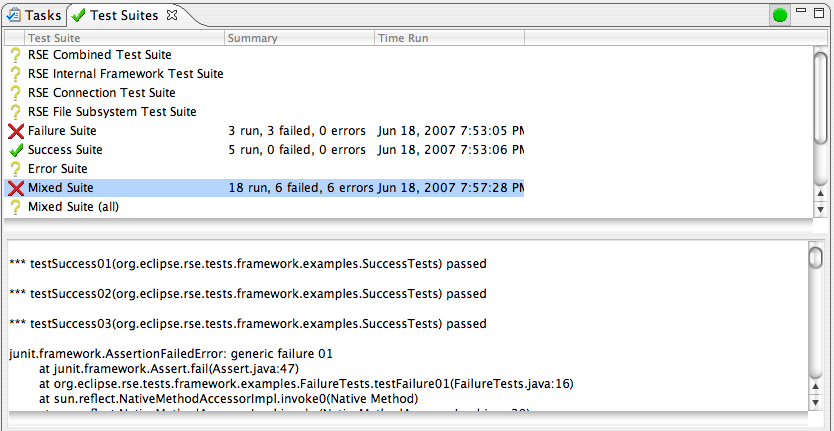 Tasks Test Suites
Test Suite Summary Time Run
RSE Combined Test Suite
RSE Internal Framework Test Suite
RSE Connection Test Suite
RSE File Subsystem Test Suite
Failure Suite 3 run, 3 failed, 0 errors Jun 18, 2007 7:53:05 PM
Success Suite 5 run, 0 failed, 0 errors Jun 18, 2007 7:53:06 PM
Error Suite
Mixed Suite 18 run, 6 failed, 6 errors Jun 18, 2007 7:57:28 PM
Mixed Suite (all)
*** testSuccess01(org.eclipse.rse.tests.framework.examples.SuccessTests) passed
*** testSuccess02(org.eclipse.rse.tests.framework.examples.SuccessTests) passed
*** testSuccess03(org.eclipse.rse.tests.framework.examples.SuccessTests) passed
junit.framework.AssertionFailedError: generic failure 01
at junit.framework.Assert.fail(Assert.java:47)
at org.eclipse.rse.tests.framework.examples.FailureTests.testFailure01(FailureTests.java:16)
at sun.reflect.NativeMethodAccessorImpl.invoke0(Native Method)